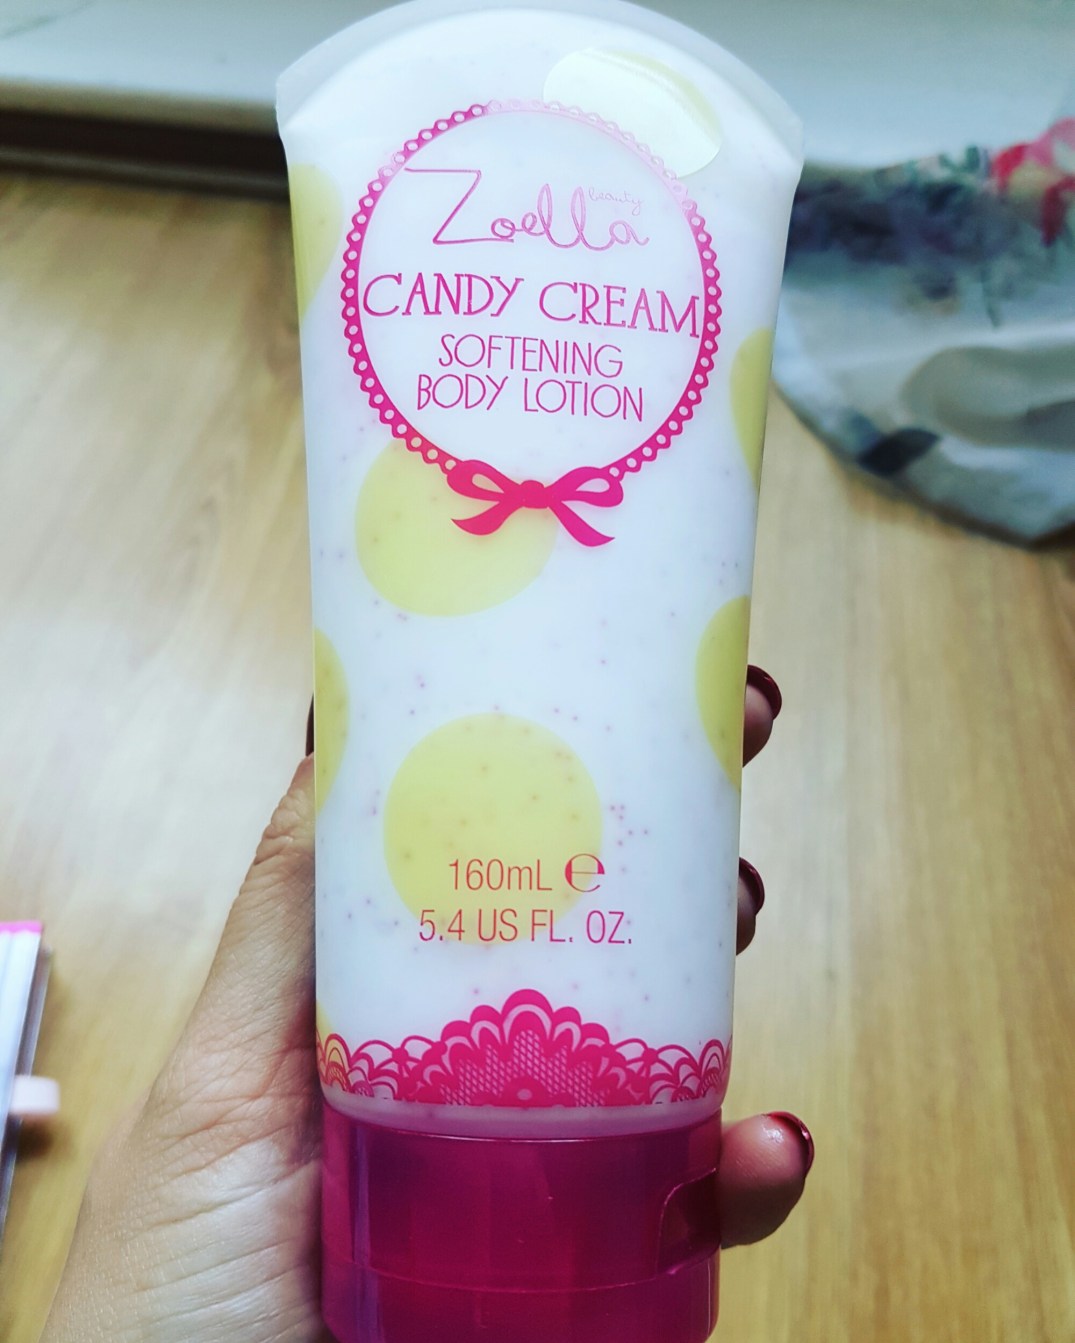 Zoella beauty
CANDY CREAM
SOFTENING
BODY LOTION
160mL ℮
5.4 US FL. OZ.